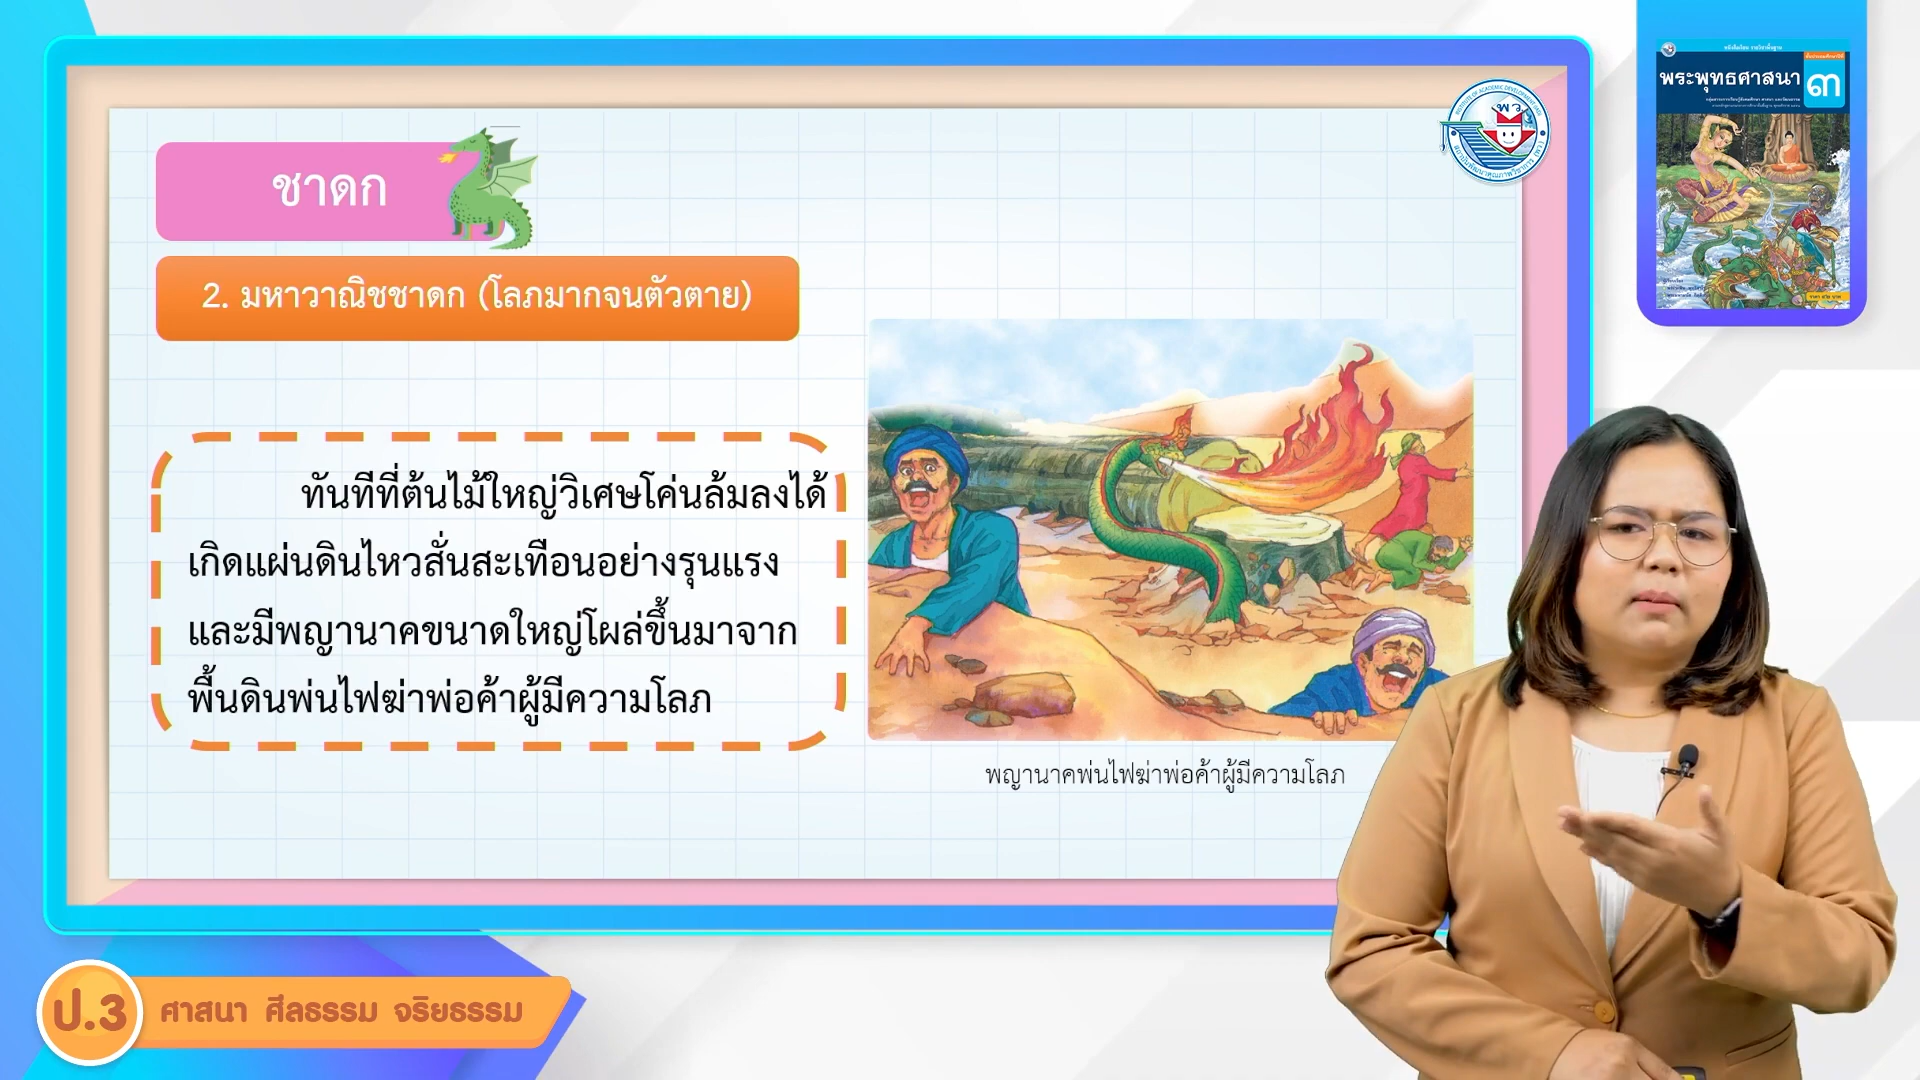 ชาดก
2. มหาวาณิชชาดก (โลภมากจนตัวตาย)
ทันทีที่ต้นไม้ใหญ่วิเศษโค่นล้มลงได้
เกิดแผ่นดินไหวสั่นสะเทือนอย่างรุนแรง
และมีพญานาคขนาดใหญ่โผล่ขึ้นมาจาก
พื้นดินพ่นไฟฆ่าพ่อค้าผู้มีความโลภ
พญานาคพ่นไฟฆ่าพ่อค้าผู้มีความโลภ
พว
พระพุทธศาสนา
๓
ป.3
ศาสนา ศีลธรรม จริยธรรม